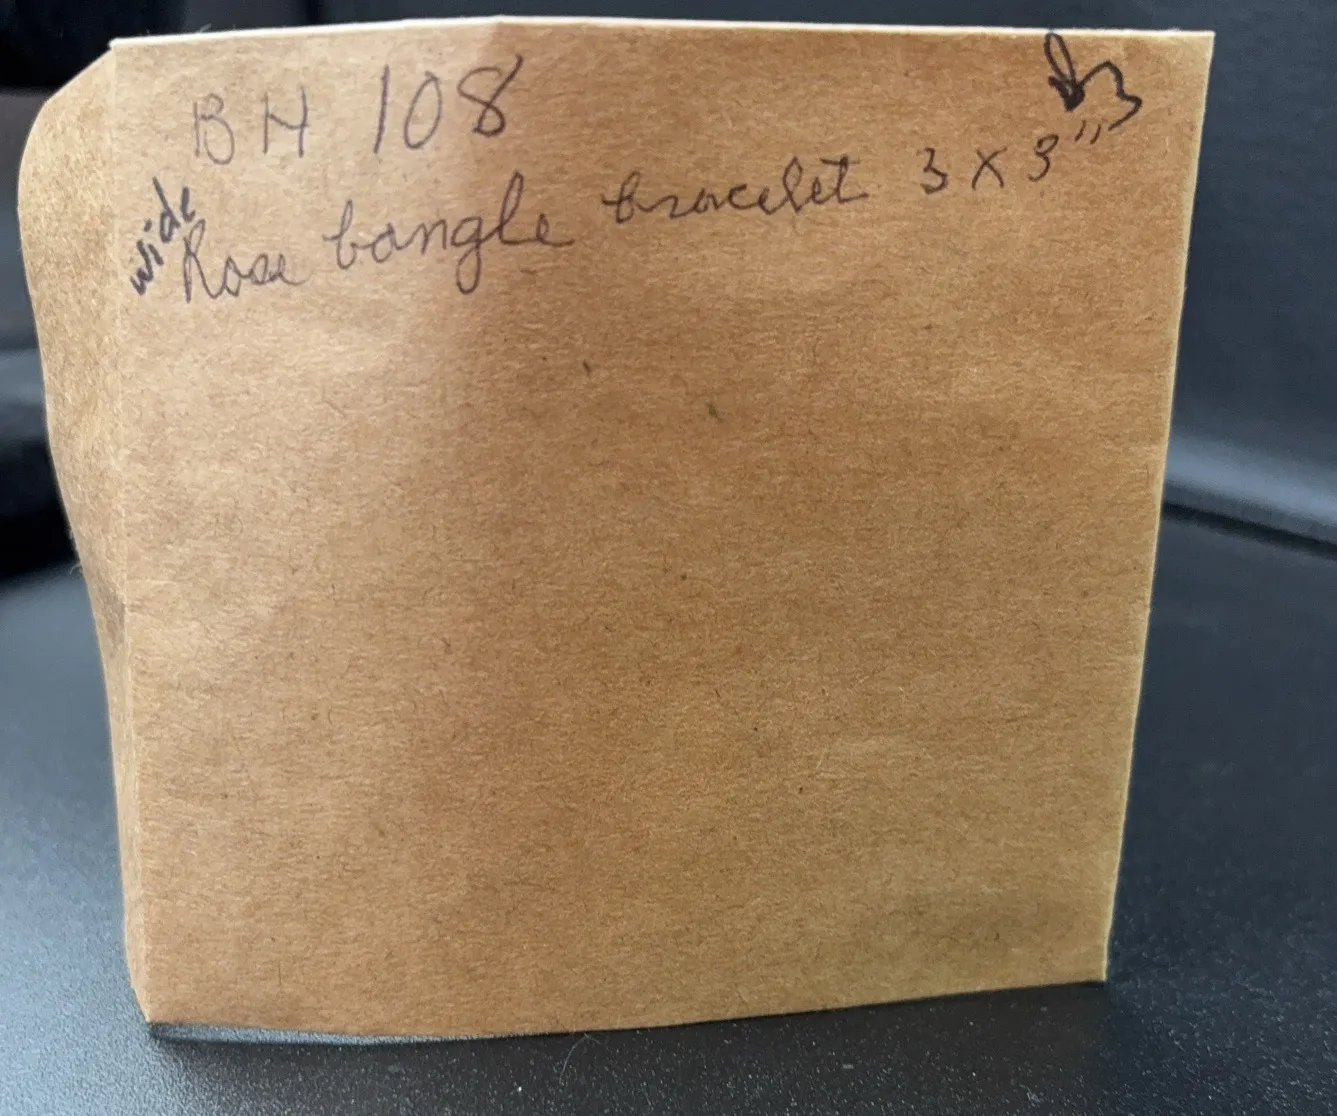 BH 108
wide Rose bangle bracelet 3 x 3"